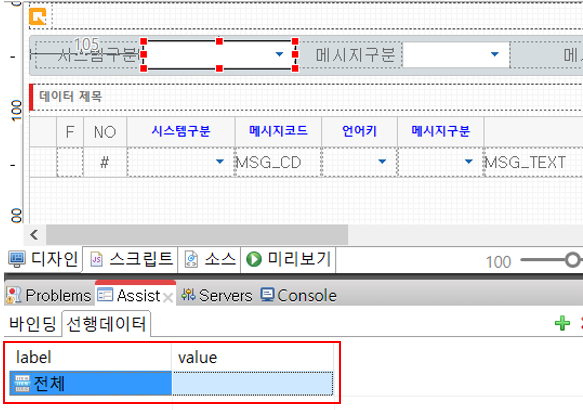 105
시스템구분
메시지구분
메
100
데이터 제목
F NO 시스템구분 메시지코드 언어키 메시지구분
# MSG_CD MSG_TEXT
디자인 스크립트 소스 미리보기 100
Problems Assist Servers Console
바인딩 선행데이터
label value
전체